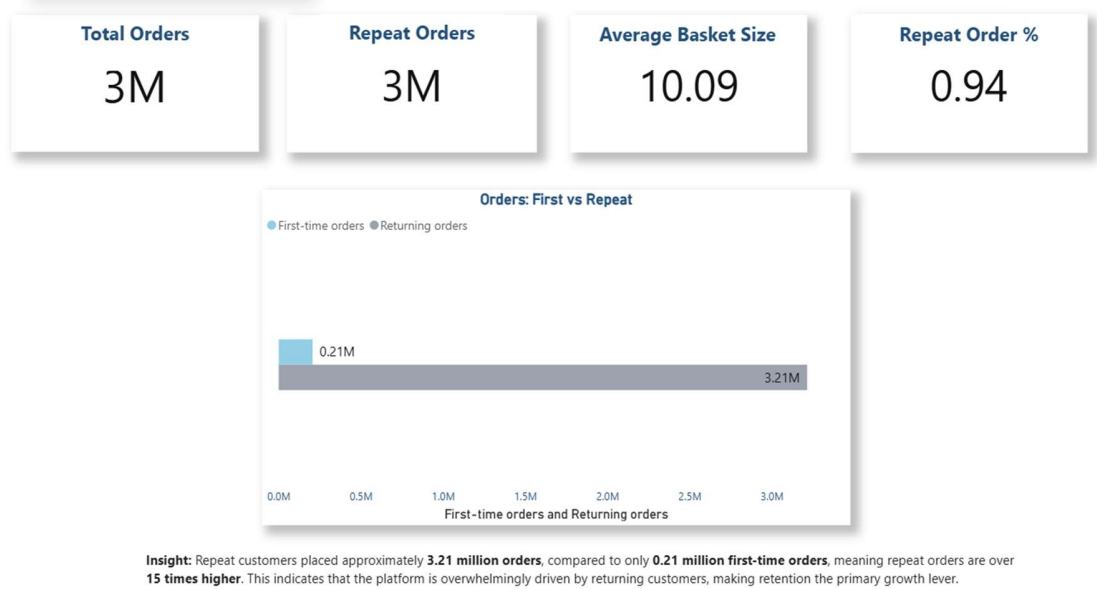 Total Orders
3M
Repeat Orders
3M
Average Basket Size
10.09
Repeat Order %
0.94
Orders: First vs Repeat
First-time orders Returning orders
0.21M
3.21M
0.0M 0.5M 1.0M 1.5M 2.0M 2.5M 3.0M
First-time orders and Returning orders
Insight: Repeat customers placed approximately 3.21 million orders, compared to only 0.21 million first-time orders, meaning repeat orders are over
15 times higher. This indicates that the platform is overwhelmingly driven by returning customers, making retention the primary growth lever.